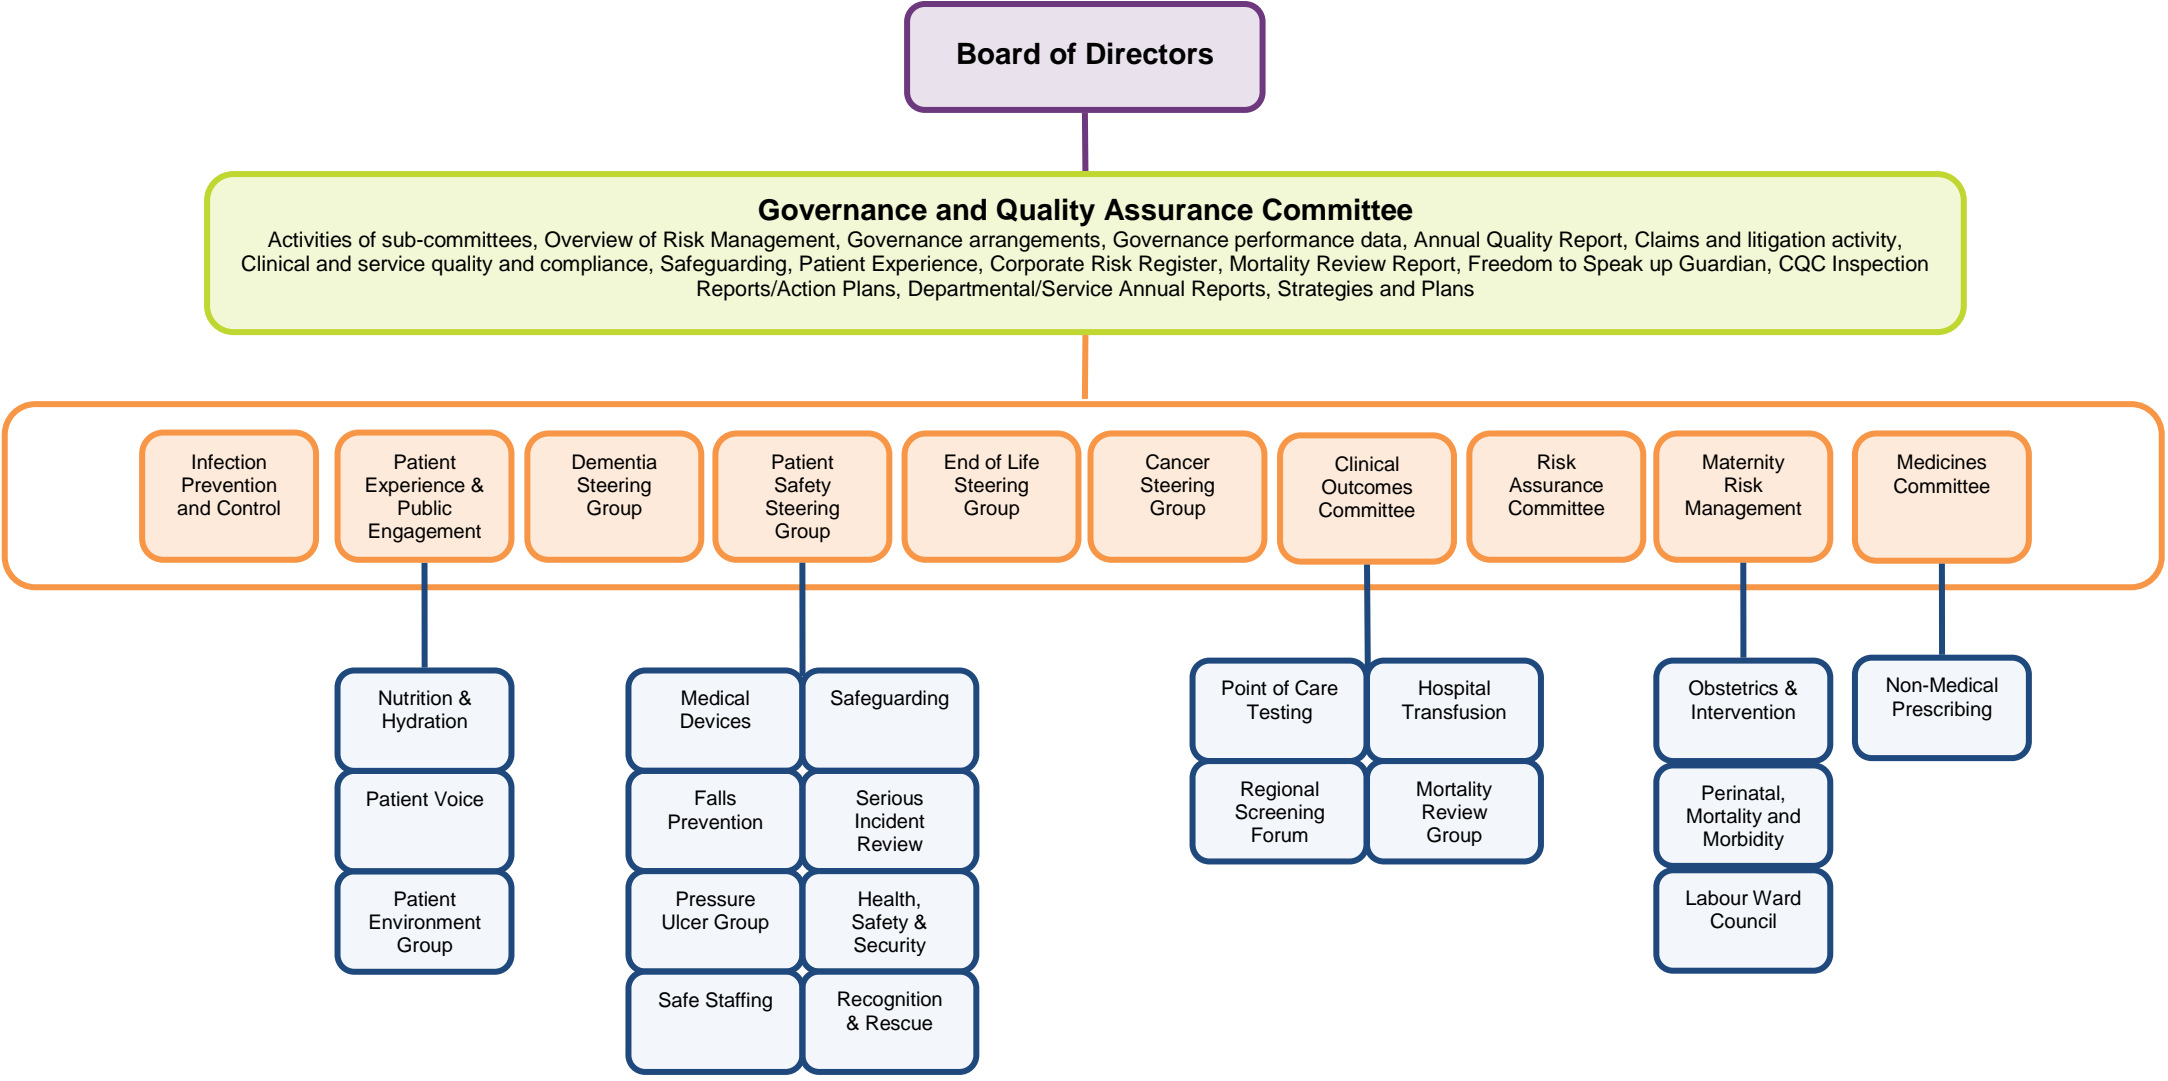 Board of Directors
Governance and Quality Assurance Committee
Activities of sub-committees, Overview of Risk Management, Governance arrangements, Governance performance data, Annual Quality Report, Claims and litigation activity,
Clinical and service quality and compliance, Safeguarding, Patient Experience, Corporate Risk Register, Mortality Review Report, Freedom to Speak up Guardian, CQC Inspection
Reports/Action Plans, Departmental/Service Annual Reports, Strategies and Plans
Infection
Prevention
and Control
Patient
Experience &
Public
Engagement
Dementia
Steering
Group
Patient
Safety
Steering
Group
End of Life
Steering
Group
Cancer
Steering
Group
Clinical
Outcomes
Committee
Risk
Assurance
Committee
Maternity
Risk
Management
Medicines
Committee
Nutrition &
Hydration
Patient Voice
Patient
Environment
Group
Medical
Devices
Safeguarding
Falls
Prevention
Serious
Incident
Review
Pressure
Ulcer Group
Health,
Safety &
Security
Safe Staffing
Recognition
& Rescue
Point of Care
Testing
Hospital
Transfusion
Regional
Screening
Forum
Mortality
Review
Group
Obstetrics &
Intervention
Perinatal,
Mortality and
Morbidity
Labour Ward
Council
Non-Medical
Prescribing